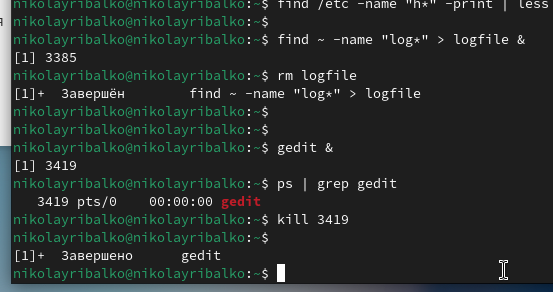 nikolayribalko@nikolayribalko:~$ find /etc -name "h*" -print | less
nikolayribalko@nikolayribalko:~$
nikolayribalko@nikolayribalko:~$ find ~ -name "log*" > logfile &
[1] 3385
nikolayribalko@nikolayribalko:~$ rm logfile
[1]+  Завершён        find ~ -name "log*" > logfile
nikolayribalko@nikolayribalko:~$
nikolayribalko@nikolayribalko:~$
nikolayribalko@nikolayribalko:~$ gedit &
[1] 3419
nikolayribalko@nikolayribalko:~$ ps | grep gedit
   3419 pts/0    00:00:00 gedit
nikolayribalko@nikolayribalko:~$ kill 3419
nikolayribalko@nikolayribalko:~$
[1]+  Завершено      gedit
nikolayribalko@nikolayribalko:~$